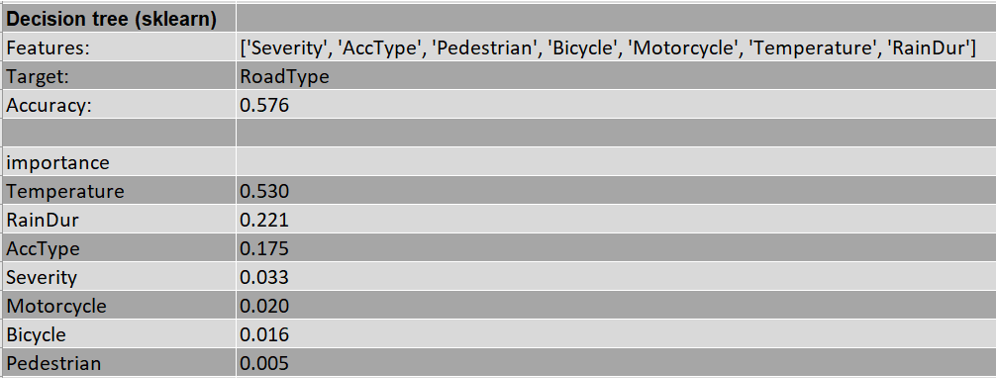 Decision tree (sklearn)
Features: ['Severity', 'AccType', 'Pedestrian', 'Bicycle', 'Motorcycle', 'Temperature', 'RainDur']
Target: RoadType
Accuracy: 0.576
importance
Temperature 0.530
RainDur 0.221
AccType 0.175
Severity 0.033
Motorcycle 0.020
Bicycle 0.016
Pedestrian 0.005